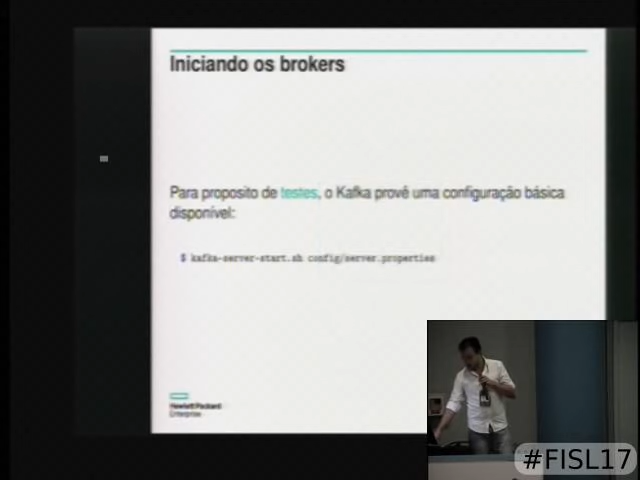 Iniciando os brokers
Para proposito de testes, o Kafka provê uma configuração básica
disponível:
$ kafka-server-start.sh config/server.properties
Hewlett Packard
Enterprise
#FISL17